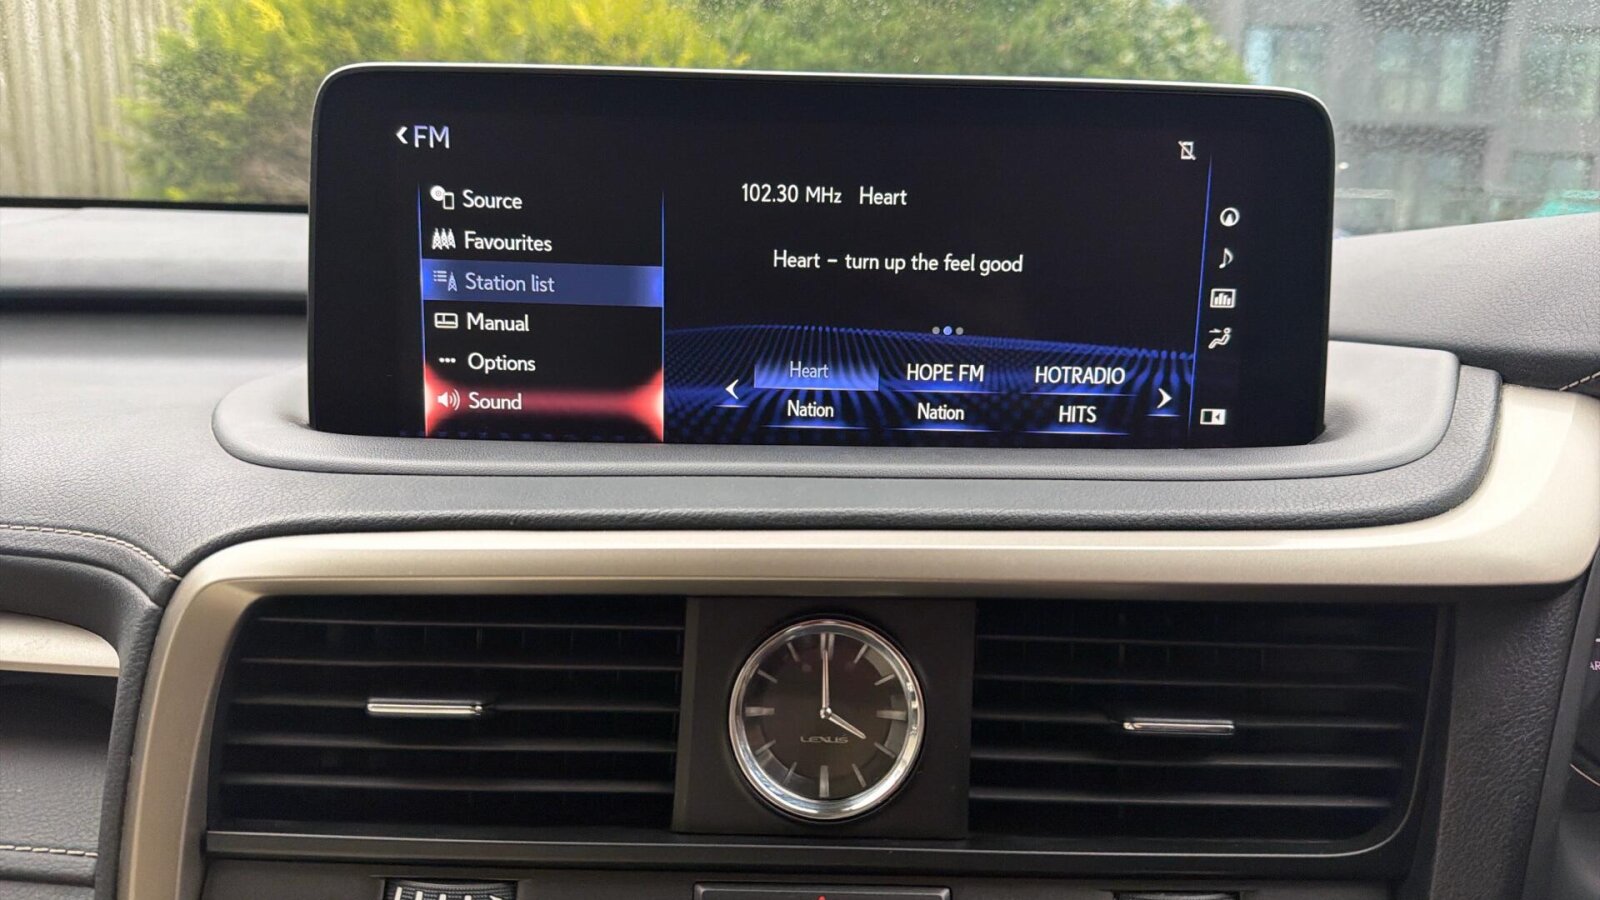 FM
Source
Favourites
Station list
Manual
Options
Sound
102.30 MHz Heart
Heart – turn up the feel good
Heart HOPE FM HOTRADIO
Nation Nation HITS
LEXUS